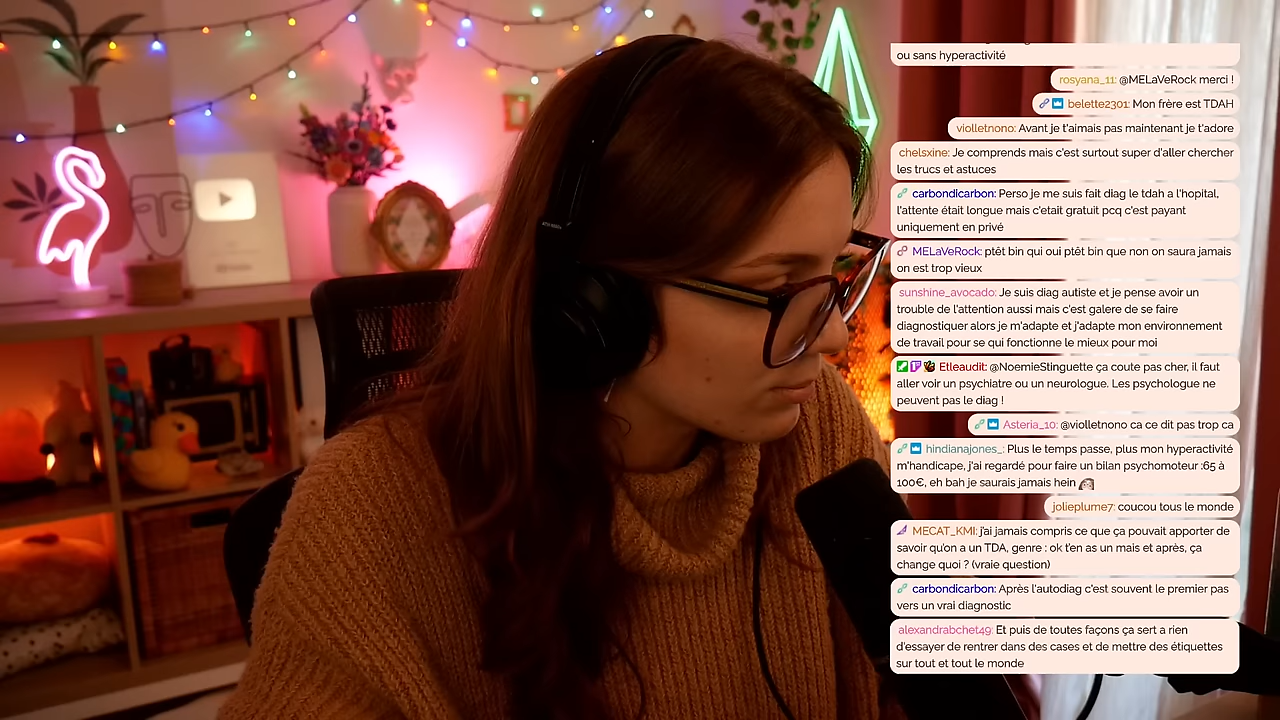 ou sans hyperactivité
rosyana_11: @MELaVeRock merci !
belette2301: Mon frère est TDAH
violletnono: Avant je t'aimais pas maintenant je t'adore
chelsxine: Je comprends mais c'est surtout super d'aller chercher
les trucs et astuces
carbondicarbon: Perso je me suis fait diag le tdah a l'hopital,
l'attente était longue mais c'etait gratuit pcq c'est payant
uniquement en privé
MELaVeRock: ptêt bin qui oui ptêt bin que non on saura jamais
on est trop vieux
sunshine_avocado: Je suis diag autiste et je pense avoir un
trouble de l'attention aussi mais c'est galere de se faire
diagnostiquer alors je m'adapte et j'adapte mon environnement
de travail pour se qui fonctionne le mieux pour moi
Etleaudit: @NoemieStinguette ça coute pas cher, il faut
aller voir un psychiatre ou un neurologue. Les psychologue ne
peuvent pas le diag !
Asteria_10: @violletnono ca ce dit pas trop ca
hindianajones_: Plus le temps passe, plus mon hyperactivité
m'handicape, j'ai regardé pour faire un bilan psychomoteur :65 à
100€, eh bah je saurais jamais hein
jolieplume7: coucou tous le monde
MECAT_KMI: j'ai jamais compris ce que ça pouvait apporter de
savoir qu'on a un TDA, genre : ok t'en as un mais et après, ça
change quoi ? (vraie question)
carbondicarbon: Après l'autodiag c'est souvent le premier pas
vers un vrai diagnostic
alexandrabchet49: Et puis de toutes façons ça sert a rien
d'essayer de rentrer dans des cases et de mettre des étiquettes
sur tout et tout le monde